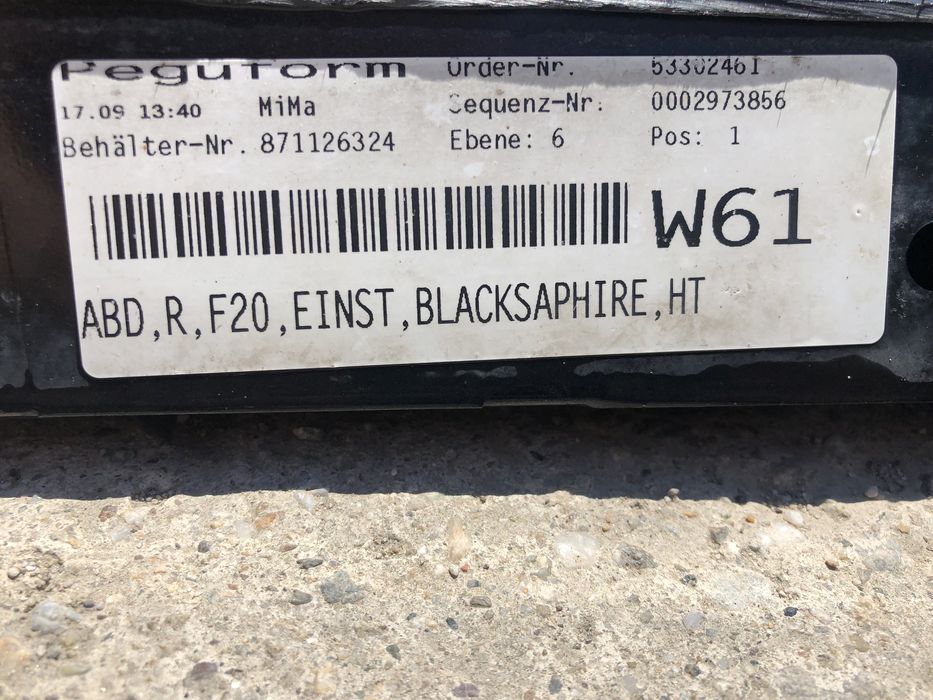 Peguform Order-Nr. 5330246I
17.09 13:40 MiMa Sequenz-Nr: 0002973856
Behälter-Nr. 871126324 Ebene: 6 Pos: 1
W61
ABD,R,F20,EINST,BLACKSAPHIRE,HT